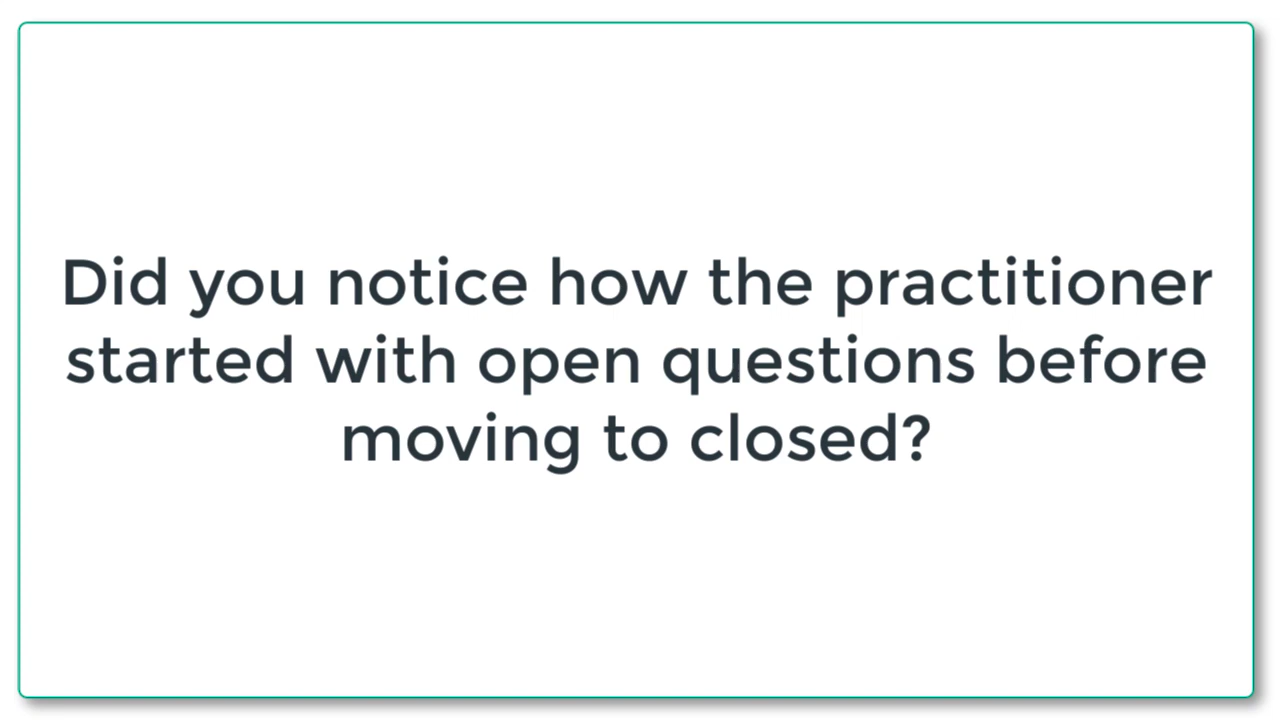 Did you notice how the practitioner
started with open questions before
moving to closed?